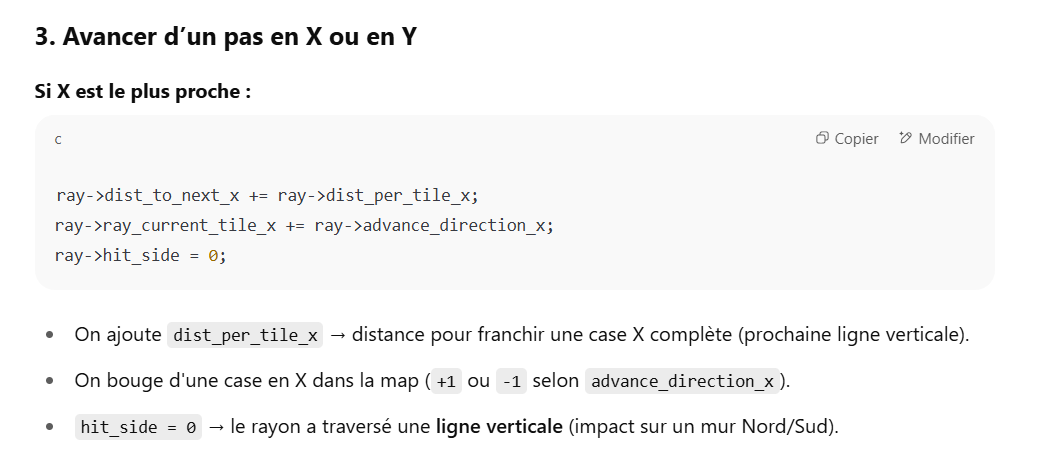 3. Avancer d’un pas en X ou en Y
Si X est le plus proche :
c
Copier
Modifier
ray->dist_to_next_x += ray->dist_per_tile_x;
ray->ray_current_tile_x += ray->advance_direction_x;
ray->hit_side = 0;
• On ajoute dist_per_tile_x → distance pour franchir une case X complète (prochaine ligne verticale).
• On bouge d'une case en X dans la map (+1 ou -1 selon advance_direction_x).
• hit_side = 0 → le rayon a traversé une ligne verticale (impact sur un mur Nord/Sud).